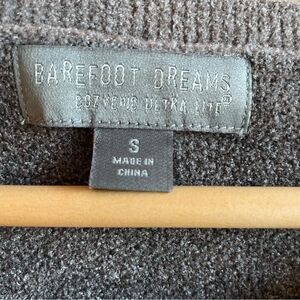 BAREFOOT DREAMS®
COZYCHIC ULTRA LITE
S
MADE IN
CHINA